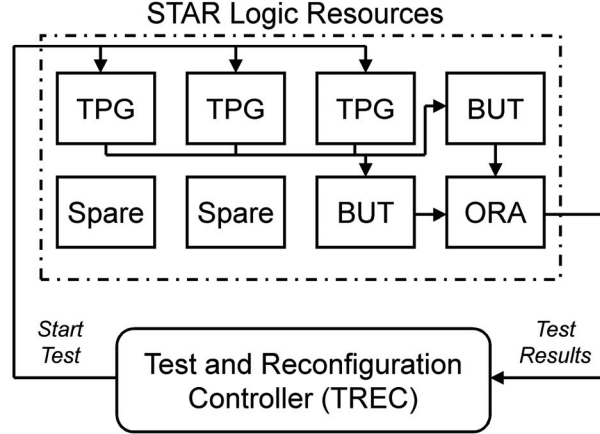 STAR Logic Resources
TPG
TPG
TPG
BUT
Spare
Spare
BUT
ORA
Start
Test
Test and Reconfiguration
Controller (TREC)
Test
Results